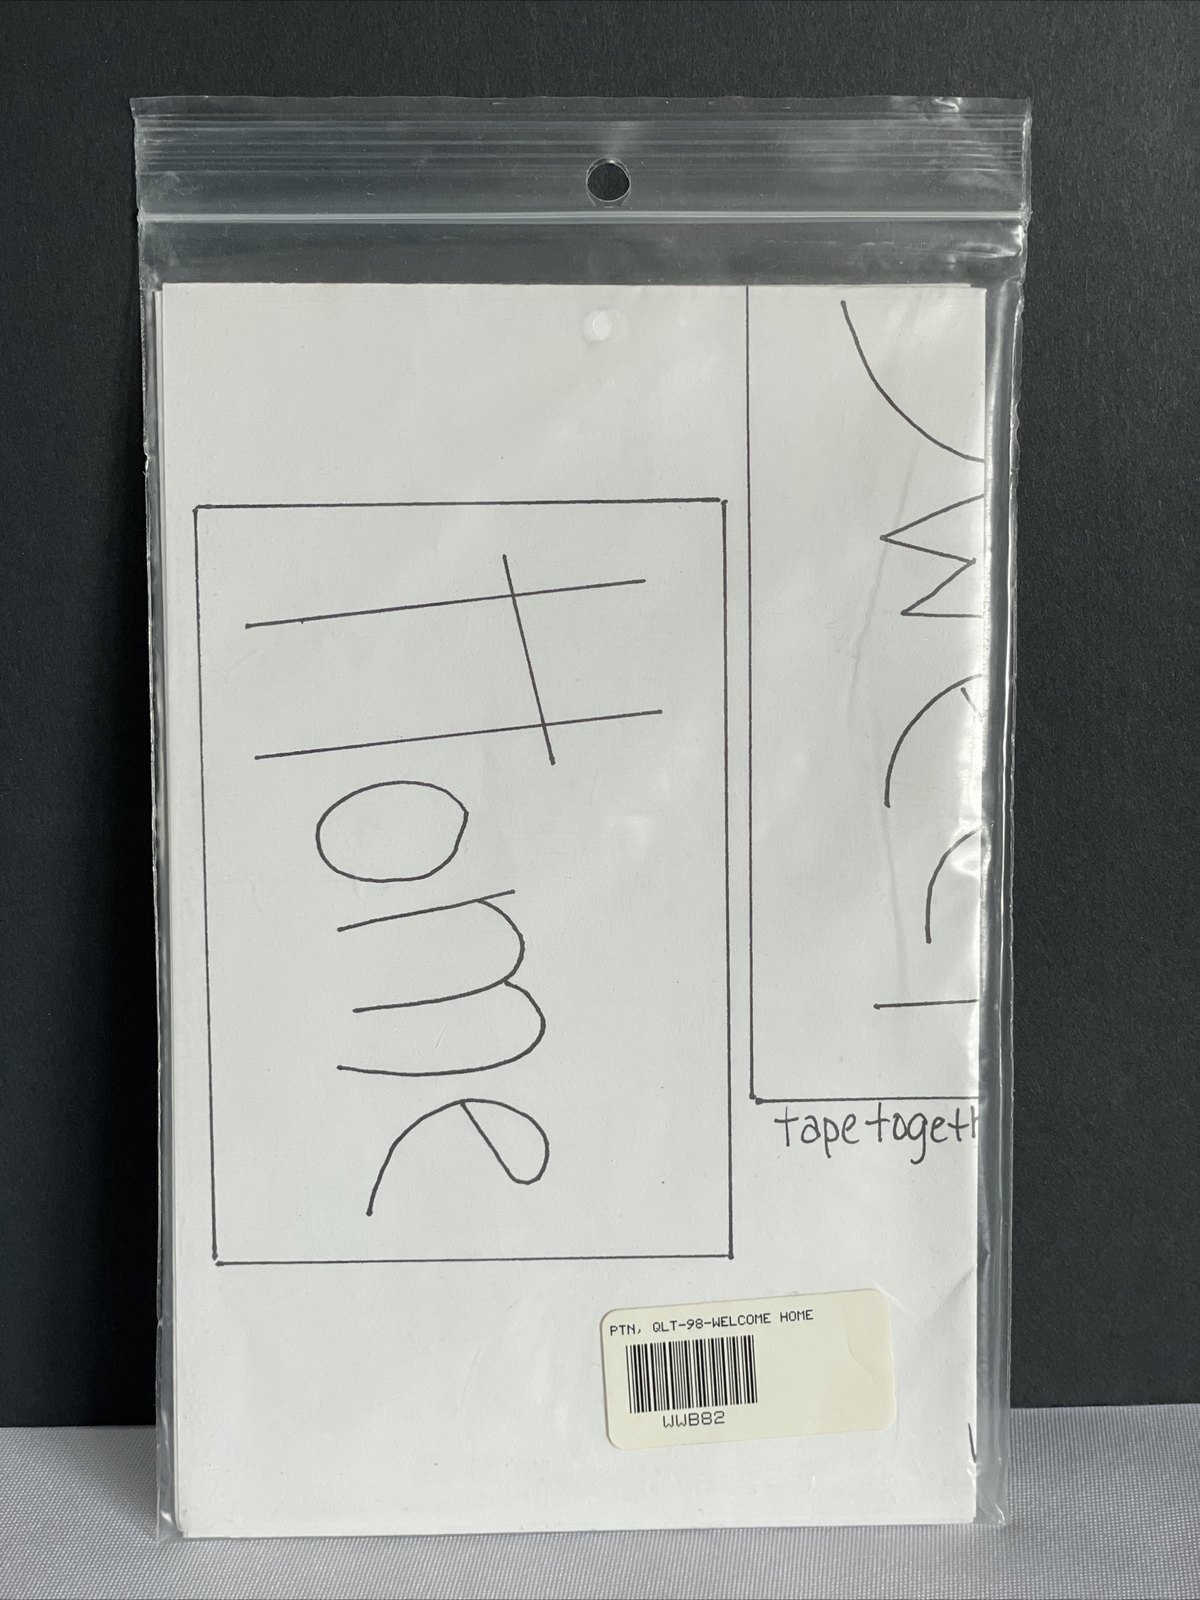 Home
tape togeth
PTN, QLT-98-WELCOME HOME
WWB82